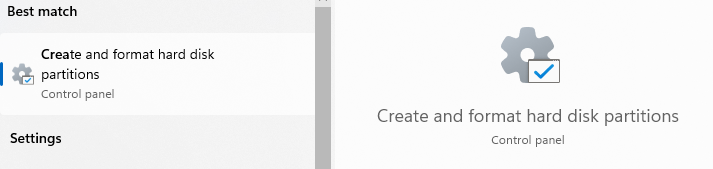 Best match
Create and format hard disk
partitions
Control panel
Settings
Create and format hard disk partitions
Control panel